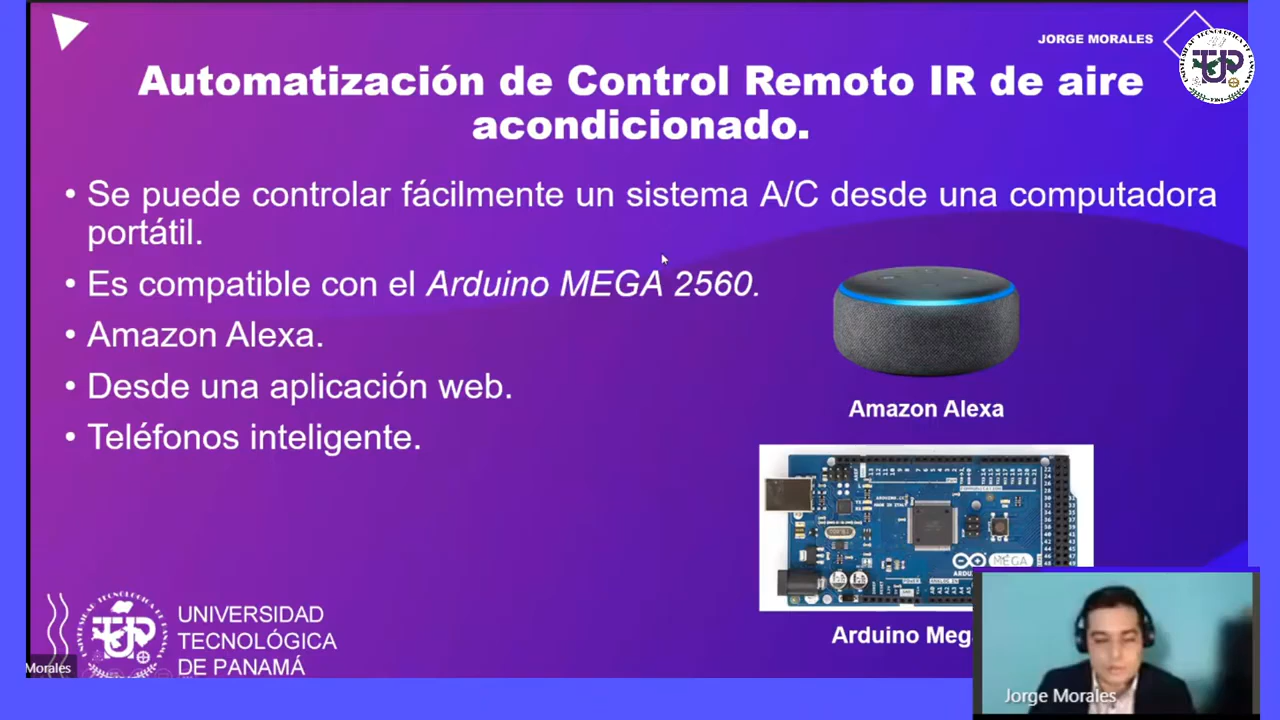 JORGE MORALES
Automatización de Control Remoto IR de aire
acondicionado.
• Se puede controlar fácilmente un sistema A/C desde una computadora
portátil.
• Es compatible con el Arduino MEGA 2560.
• Amazon Alexa.
• Desde una aplicación web.
• Teléfonos inteligente.
Amazon Alexa
MEGA
Arduino Meg
UNIVERSIDAD
TECNOLÓGICA
DE PANAMÁ
Morales
Jorge Morales